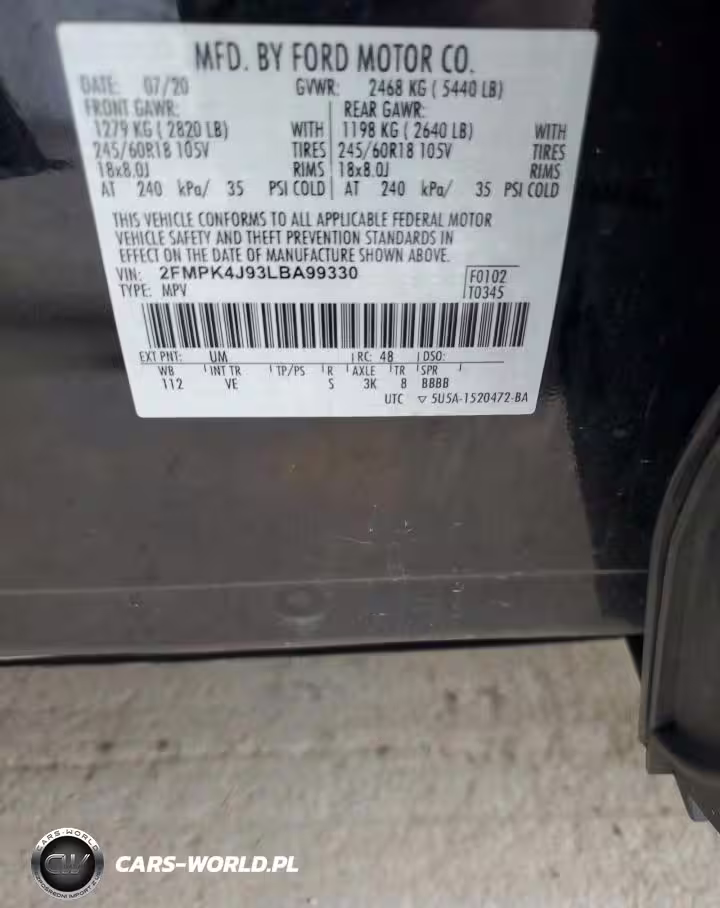 MFD. BY FORD MOTOR CO.
DATE: 07/20 GVWR: 2468 KG ( 5440 LB)
FRONT GAWR: REAR GAWR:
1279 KG ( 2820 LB) WITH 1198 KG ( 2640 LB) WITH
245/60R18 105V TIRES 245/60R18 105V TIRES
18x8.0J RIMS 18x8.0J RIMS
AT 240 kPa/ 35 PSI COLD AT 240 kPa/ 35 PSI COLD
THIS VEHICLE CONFORMS TO ALL APPLICABLE FEDERAL MOTOR
VEHICLE SAFETY AND THEFT PREVENTION STANDARDS IN
EFFECT ON THE DATE OF MANUFACTURE SHOWN ABOVE.
VIN: 2FMPK4J93LBA99330 F0102
TYPE: MPV T0345
EXT PNT: UM RC: 48 DSO:
WB INT TR TP/PS R AXLE TR SPR
112 VE S 3K 8 BBBB
UTC ▽ 5U5A-1520472-BA
CARS-WORLD
CW
CARS-WORLD.PL